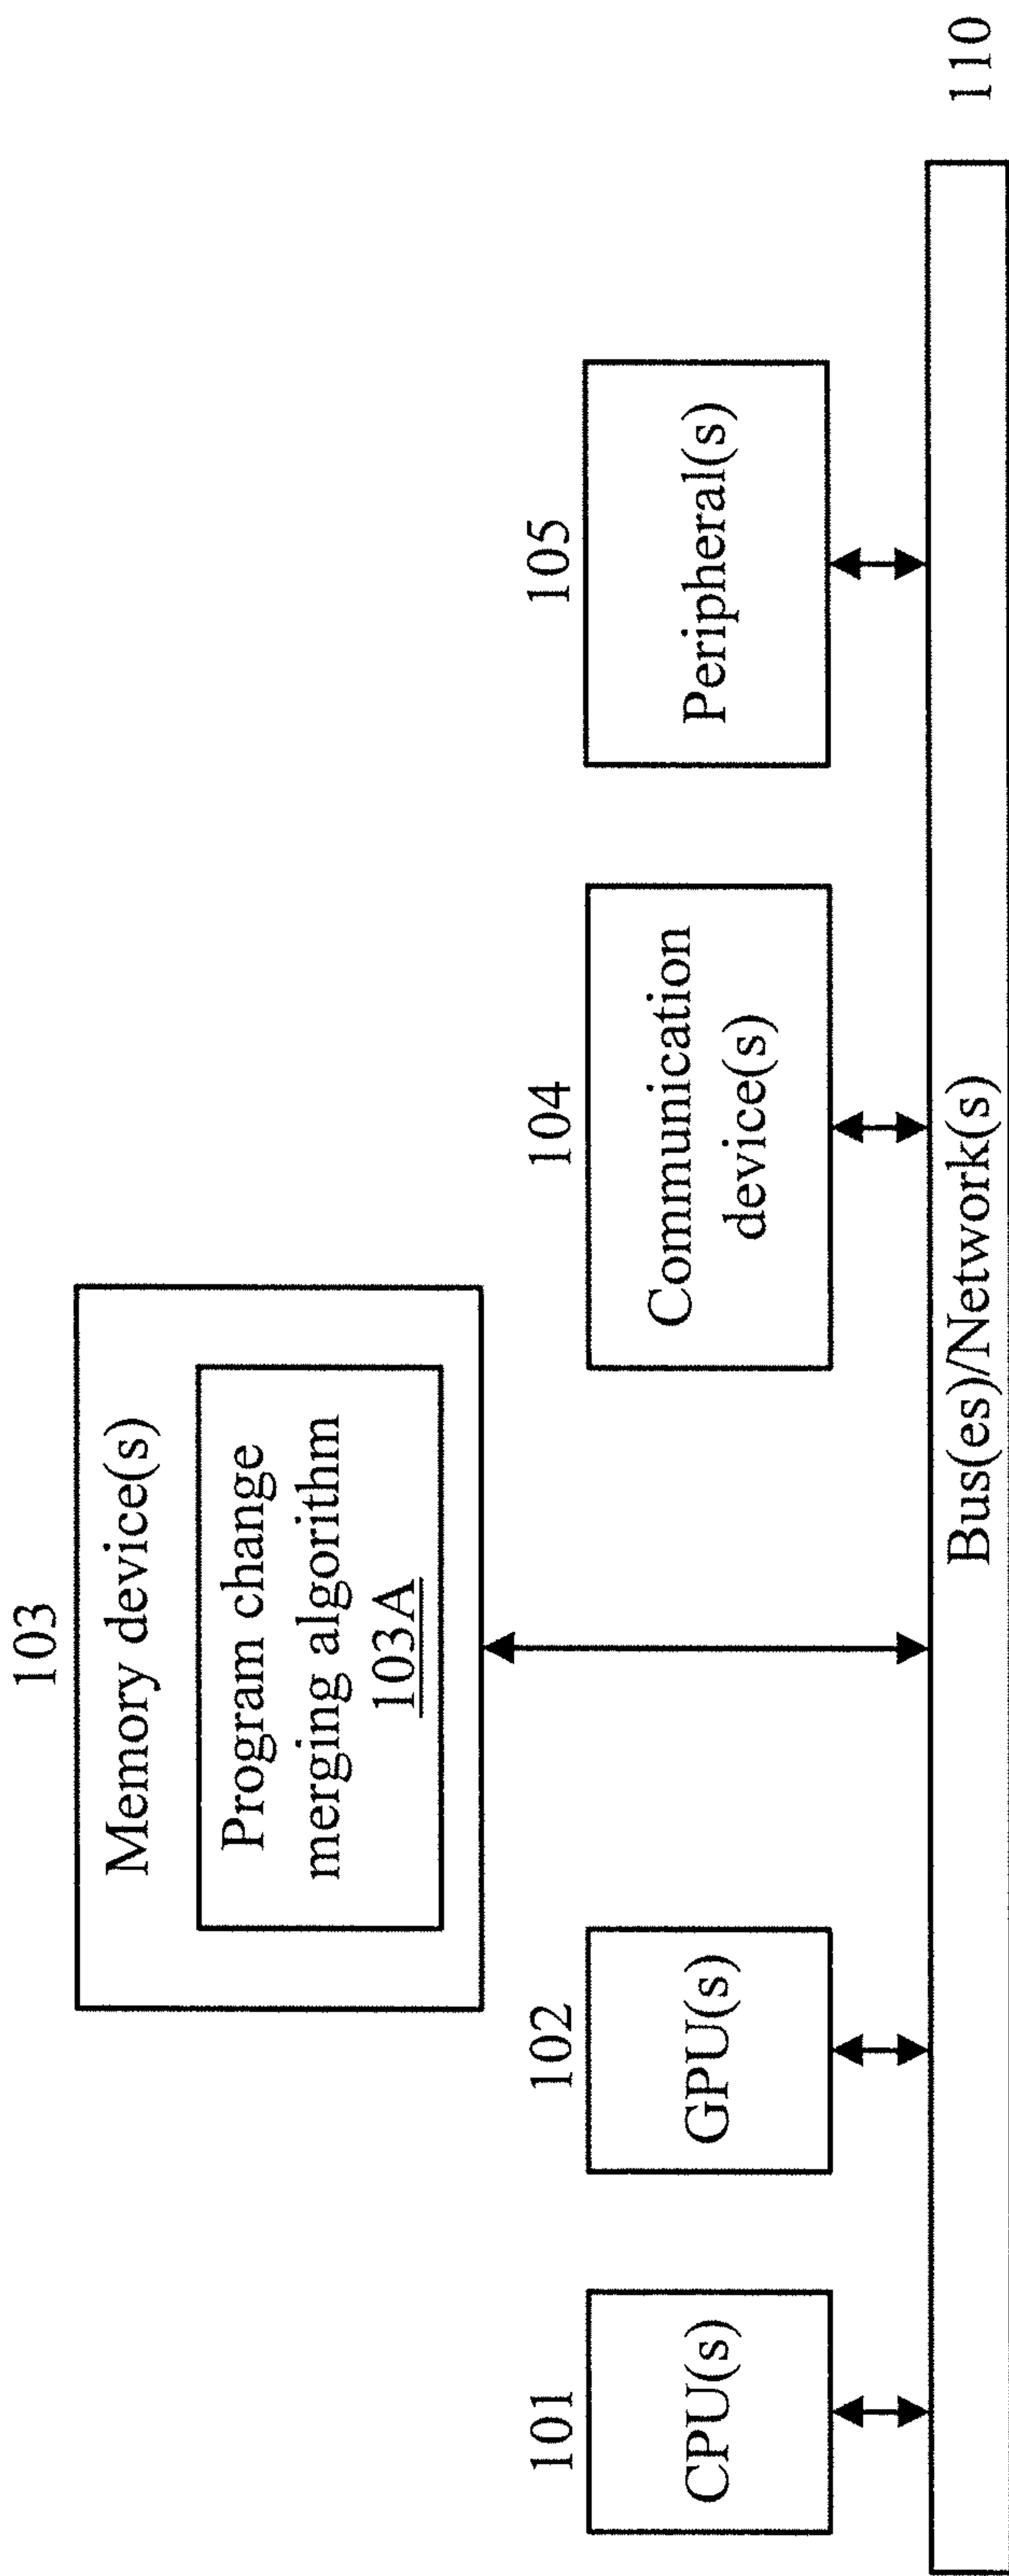 103
Memory device(s)
Program change
merging algorithm
103A
101
CPU(s)
102
GPU(s)
104
Communication
device(s)
105
Peripheral(s)
Bus(es)/Network(s)
110